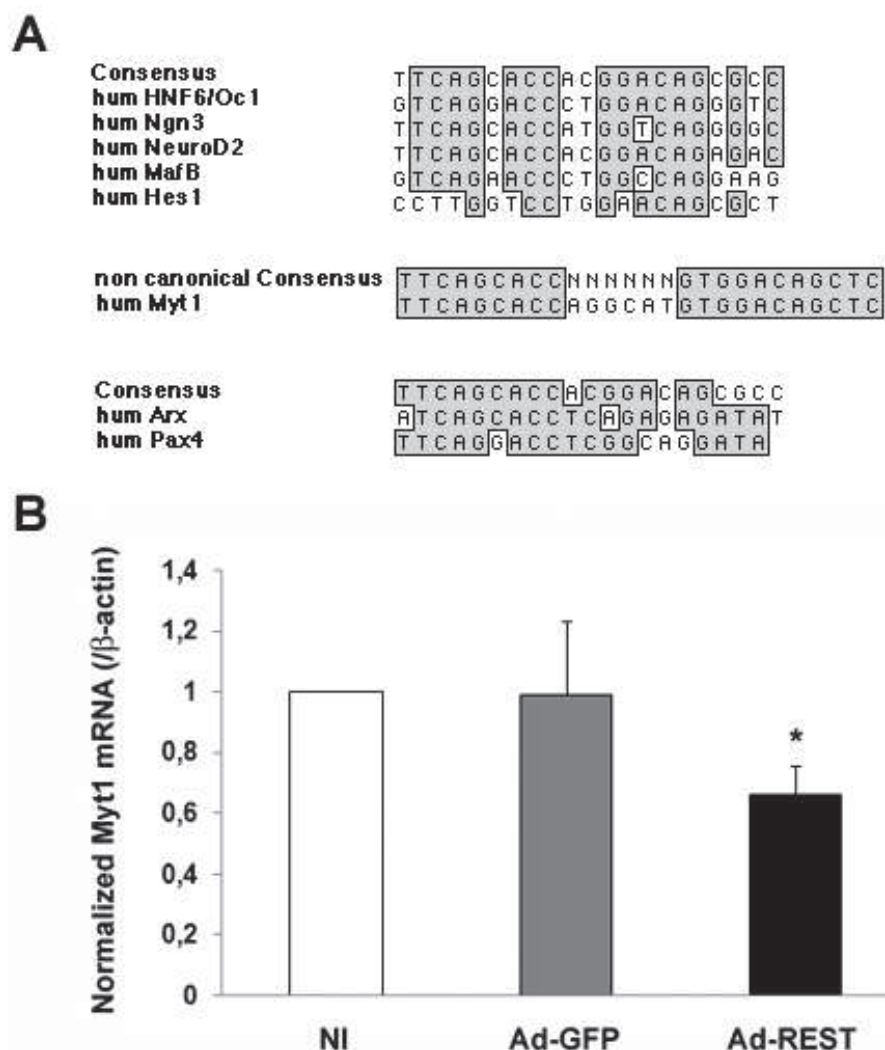 A
Consensus TTCAGCACCACGGACAGCGCC
hum HNF6/Oc1 GTCAGGACCCTGGACAGGGTC
hum Ngn3 TTCAGCACCATGGTCAGGGGC
hum NeuroD2 TTCAGCACCACGGACAGAGAC
hum MafB GTCAGAACCCTGGCCAGGAAG
hum Hes1 CCTTGGTCCTGGAACAGCGCT
non canonical Consensus TTCAGCACCNNNNNNGTGGACAGCTC
hum Myt1 TTCAGCACCAGGCATGTGGACAGCTC
Consensus TTCAGCACCACGGACAGCGCC
hum Arx ATCAGCACCTCAGAGAGATAT
hum Pax4 TTCAGGACCTCGGCAGGATA
B
Normalized Myt1 mRNA (/β-actin)
1,4
1,2
1
0,8
0,6
0,4
0,2
0
*
NI Ad-GFP Ad-REST